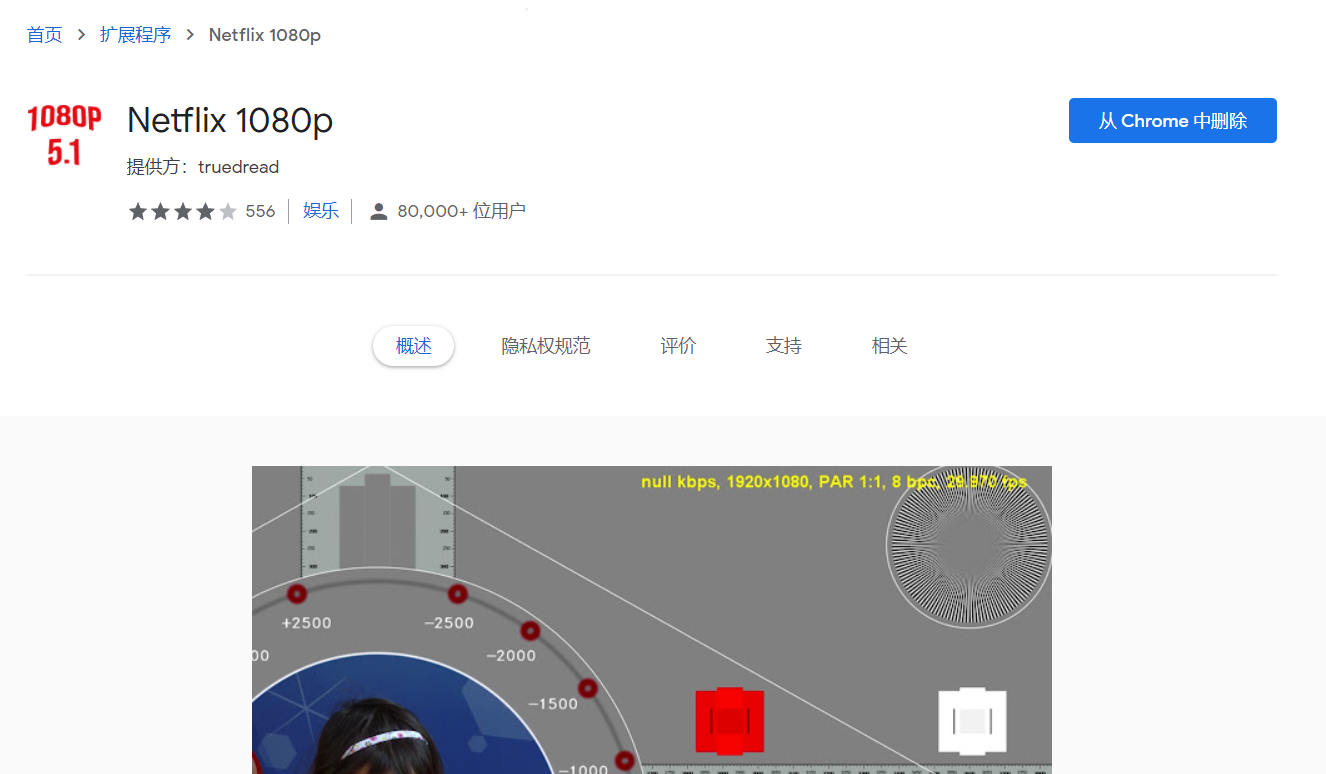 首页 > 扩展程序 > Netflix 1080p
1080P
5.1
Netflix 1080p
从 Chrome 中删除
提供方：truedread
556 娱乐 80,000+ 位用户
概述 隐私权规范 评价 支持 相关
null kbps, 1920x1080, PAR 1:1, 8 bpc, 29.970 fps
+2500 −2500
00 −2000
−1500
−1000